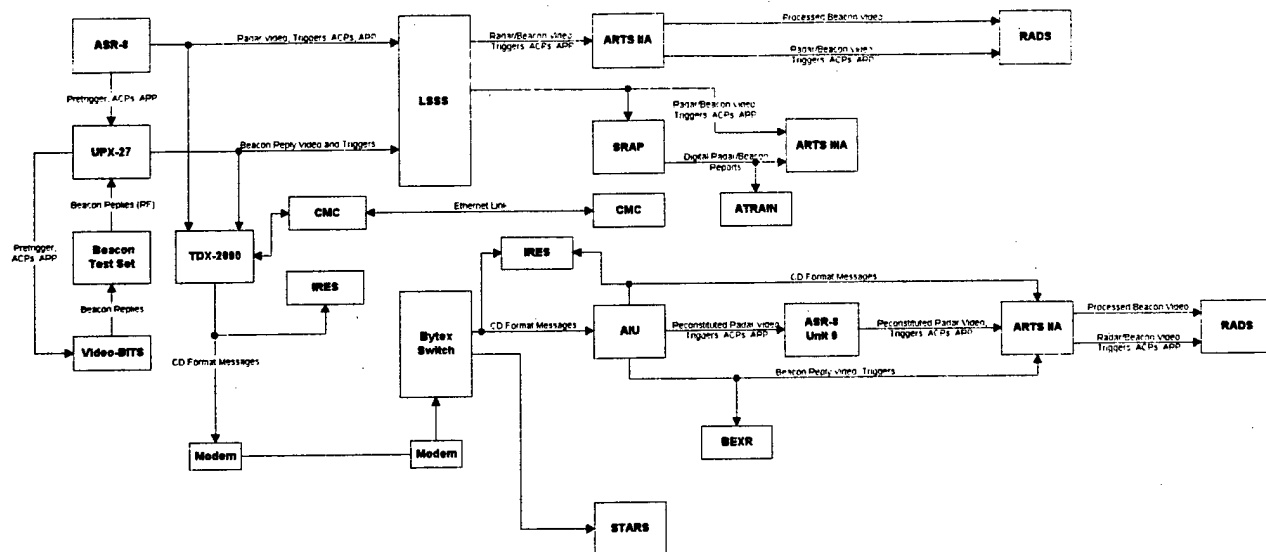 ASR-8
Radar Video, Triggers, ACPs, APP
LSSS
Radar/Beacon Video
Triggers, ACPs, APP
ARTS IIA
Processed Beacon Video
Radar/Beacon Video
Triggers, ACPs, APP
RADS
Pretrigger, ACPs, APP
UPX-27
Beacon Reply Video and Triggers
Radar/Beacon Video
Triggers, ACPs, APP
SRAP
ARTS IIIA
Digital Radar/Beacon
Reports
ATRAIN
Beacon Replies (RF)
CMC
Ethernet Link
CMC
Pretrigger,
ACPs, APP
Beacon
Test Set
TDX-2000
IRES
IRES
CD Format Messages
Beacon Replies
Bytex
Switch
CD Format Messages
AIU
Reconstituted Radar Video,
Triggers, ACPs, APP
ASR-8
Unit 9
Reconstituted Radar Video,
Triggers, ACPs, APP
ARTS IIA
Processed Beacon Video
Radar/Beacon Video
Triggers, ACPs, APP
RADS
Video-BITS
CD Format Messages
Beacon Reply Video, Triggers
BEXR
Modem
Modem
STARS